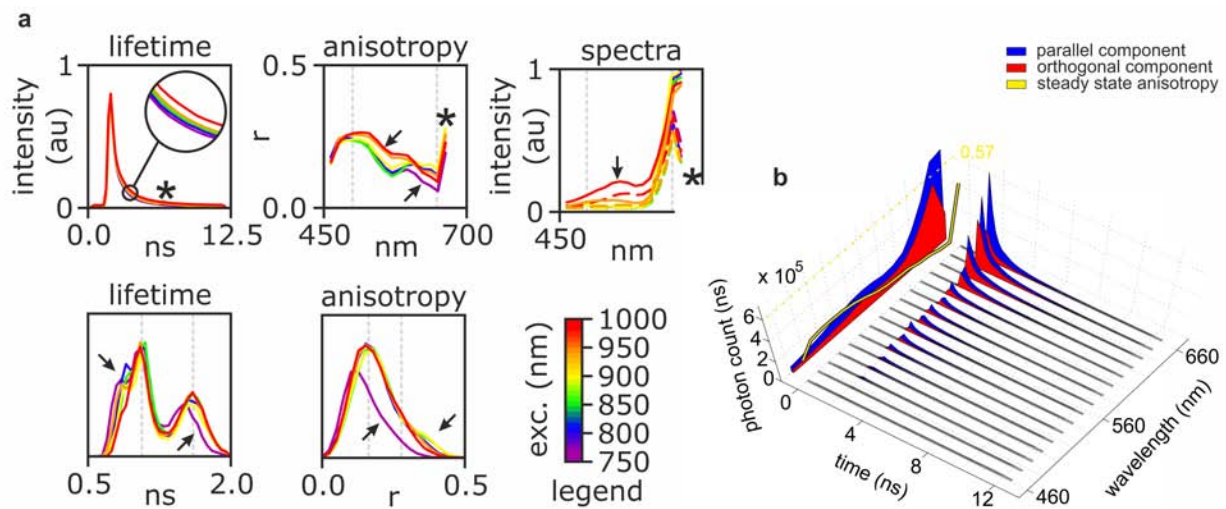 a
lifetime
anisotropy
spectra
intensity
(au)
1
0
0.0
ns
12.5
*
r
0.5
0.0
450
nm
700
*
intensity
(au)
1
0
450
nm
*
lifetime
anisotropy
0.5
ns
2.0
0.0
r
0.5
exc. (nm)
1000
950
900
850
800
750
legend
parallel component
orthogonal component
steady state anisotropy
b
0.57
x 10⁵
photon count (ns)
6
4
2
0
0
4
8
12
time (ns)
460
560
660
wavelength (nm)